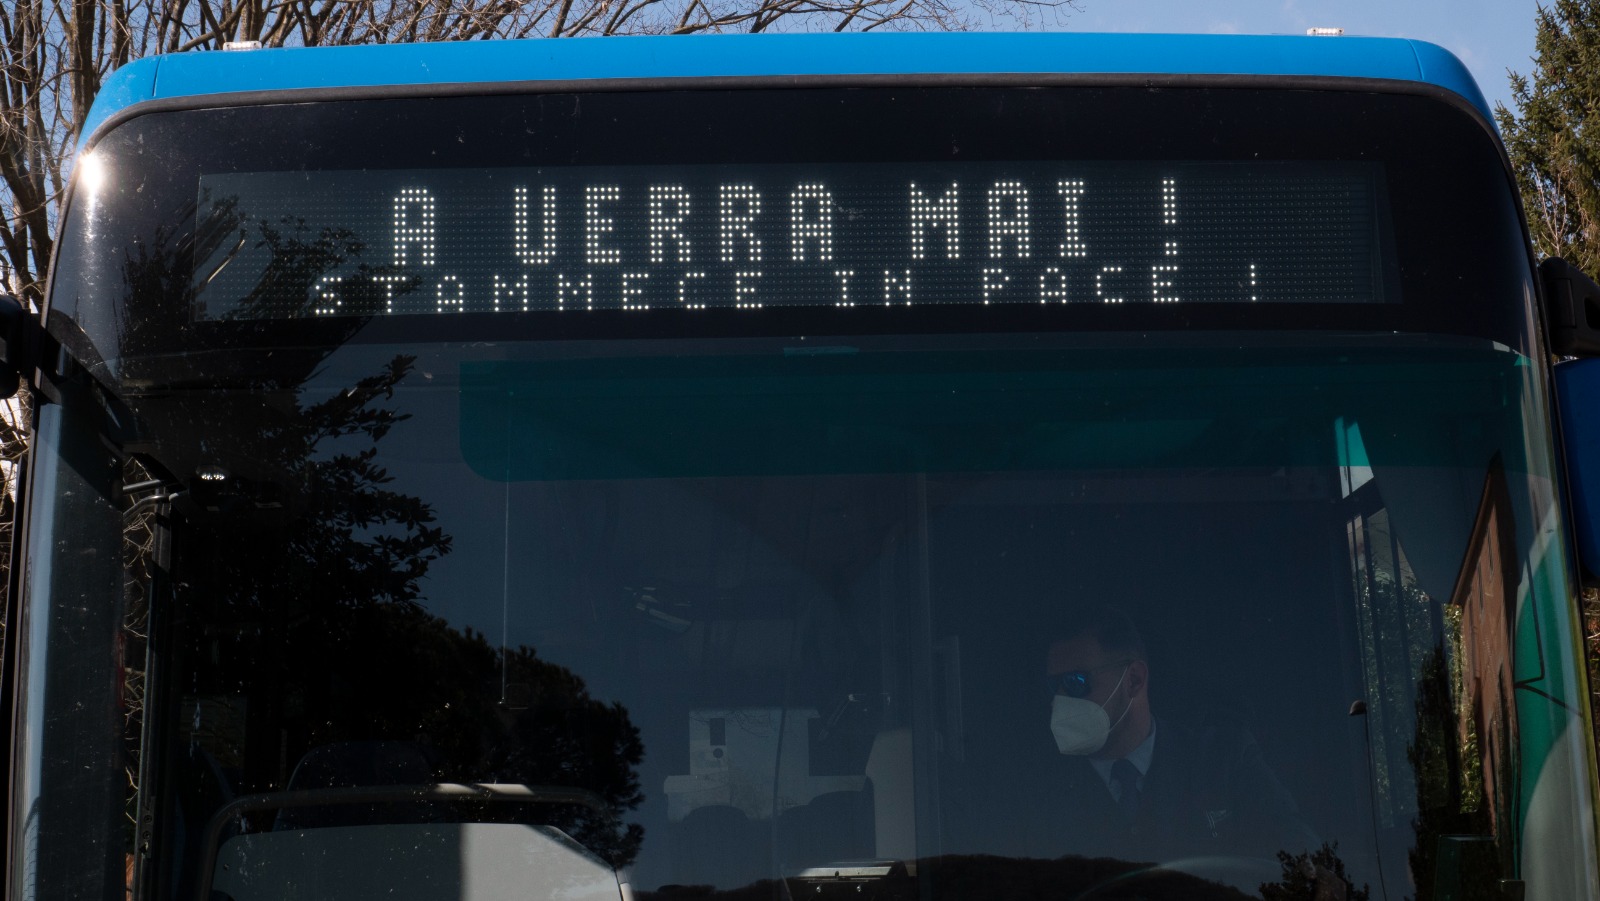 A UERRA MAI !
STAMMECE IN PACE !